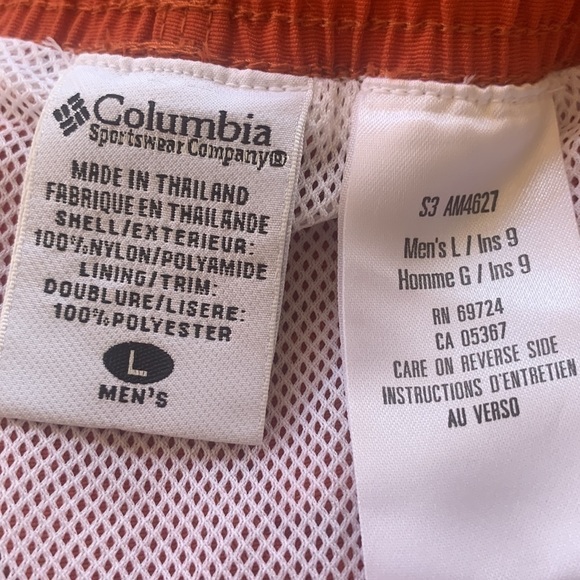 Columbia
Sportswear Company®
MADE IN THAILAND
FABRIQUE EN THAILANDE
SHELL/EXTERIEUR:
100%NYLON/POLYAMIDE
LINING/TRIM:
DOUBLURE/LISERE:
100%POLYESTER
L
MEN'S
S3 AM4627
Men's L / Ins 9
Homme G / Ins 9
RN 69724
CA 05367
CARE ON REVERSE SIDE
INSTRUCTIONS D'ENTRETIEN
AU VERSO